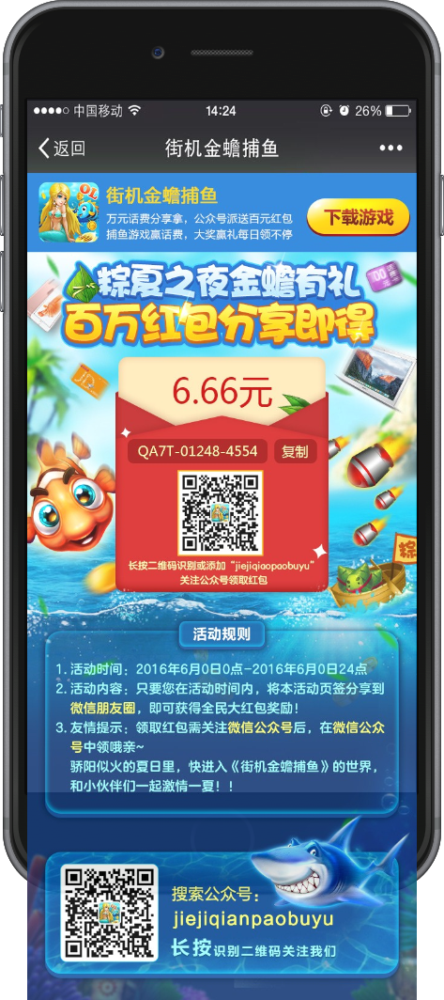 中国移动 14:24 26%
返回 街机金蟾捕鱼
OL
街机金蟾捕鱼
万元话费分享拿，公众号派送百元红包
捕鱼游戏赢话费，大奖赢礼每日领不停
下载游戏
粽夏之夜金蟾有礼
百万红包分享即得
JD
6.66元
QA7T-01248-4554 复制
长按二维码识别或添加“jiejiqiaopaobuyu”
关注公众号领取红包
粽
活动规则
1. 活动时间：2016年6月0日0点-2016年6月0日24点
2. 活动内容：只要您在活动时间内，将本活动页签分享到
微信朋友圈，即可获得全民大红包奖励！
3. 友情提示：领取红包需关注微信公众号后，在微信公众
号中领哦亲~
骄阳似火的夏日里，快进入《街机金蟾捕鱼》的世界，
和小伙伴们一起激情一夏！！
搜索公众号：
jiejiqianpaobuyu
长按识别二维码关注我们